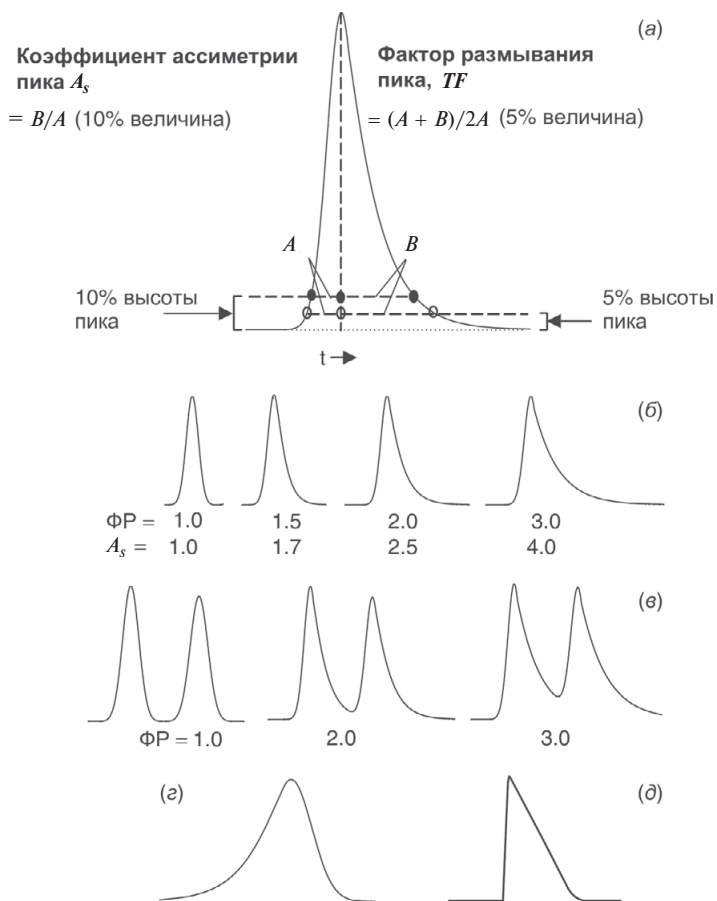 (а)
Коэффициент ассиметрии
пика As
= B/A (10% величина)
Фактор размывания
пика, TF
= (A + B)/2A (5% величина)
A
B
10% высоты
пика
5% высоты
пика
t
(б)
ФР = 1.0 1.5 2.0 3.0
As = 1.0 1.7 2.5 4.0
(в)
ФР = 1.0 2.0 3.0
(г)
(д)